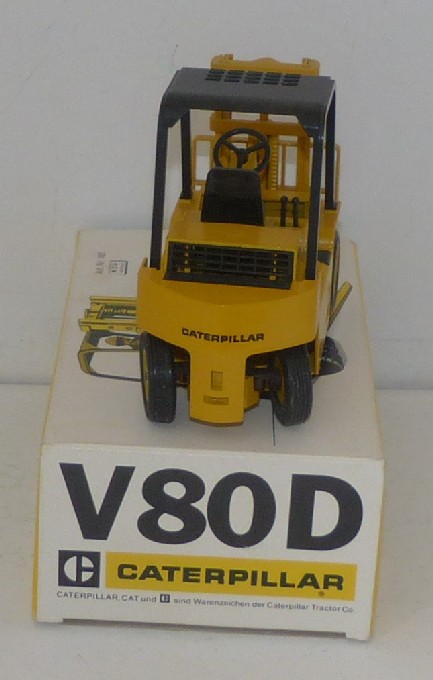 CATERPILLAR
V80D
CATERPILLAR
CATERPILLAR, CAT und C sind Warenzeichen der Caterpillar Tractor Co.